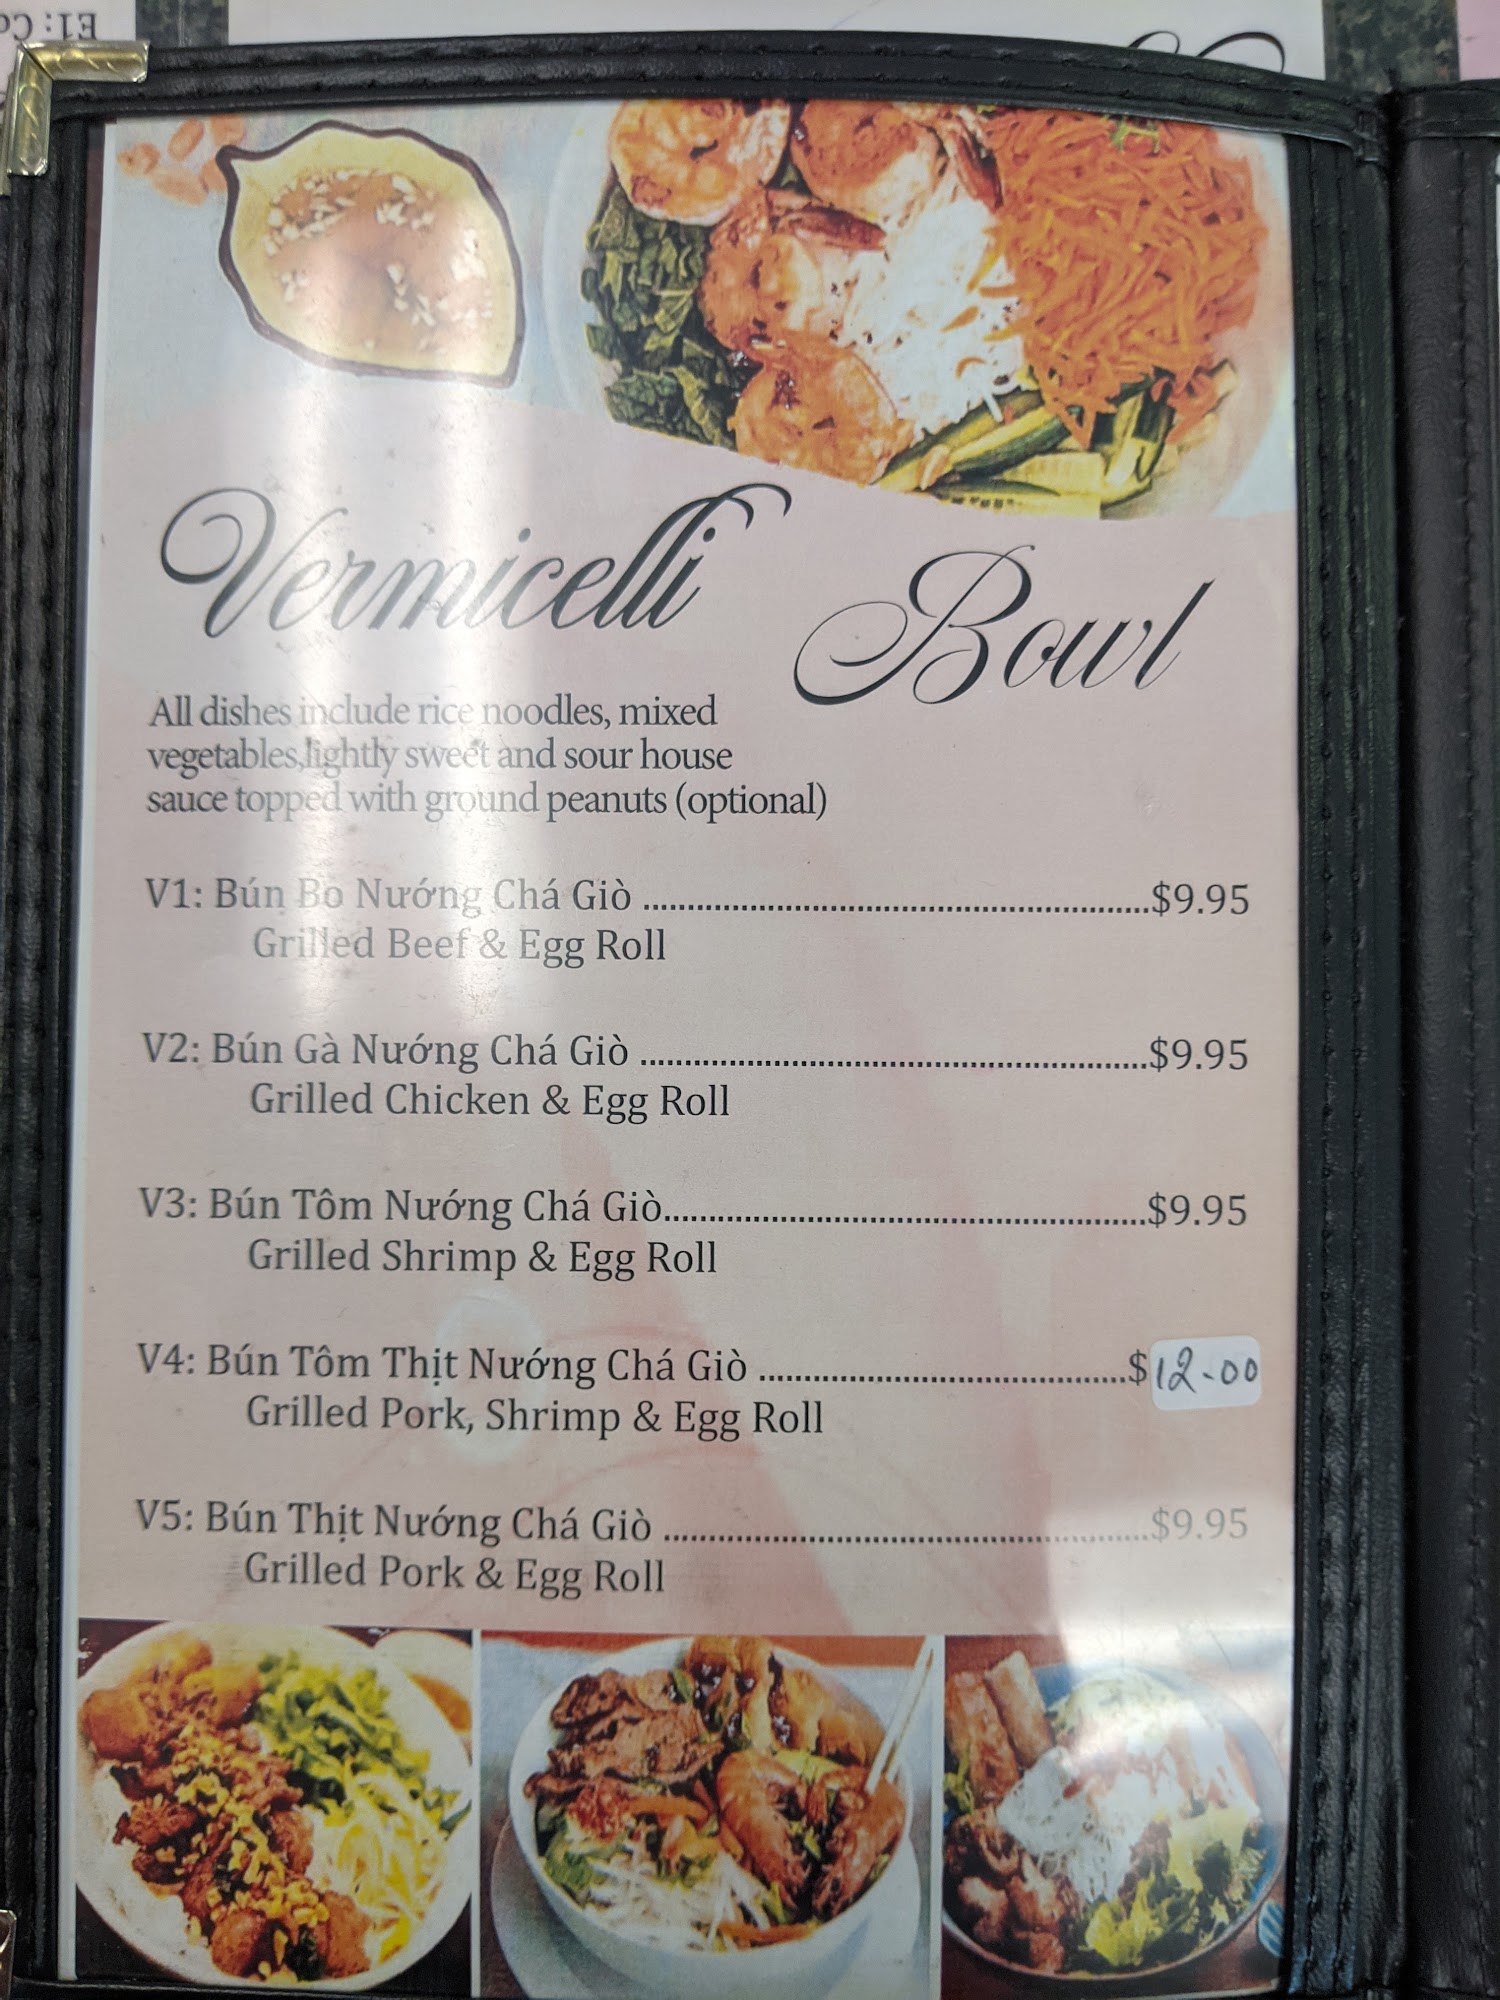 E1: Co
Vermicelli Bowl
All dishes include rice noodles, mixed
vegetables,lightly sweet and sour house
sauce topped with ground peanuts (optional)
V1: Bún Bò Nướng Chá Giò ........................................................$9.95
Grilled Beef & Egg Roll
V2: Bún Gà Nướng Chá Giò ........................................................$9.95
Grilled Chicken & Egg Roll
V3: Bún Tôm Nướng Chá Giò.....................................................$9.95
Grilled Shrimp & Egg Roll
V4: Bún Tôm Thịt Nướng Chá Giò ........................................$12.00
Grilled Pork, Shrimp & Egg Roll
V5: Bún Thịt Nướng Chá Giò .....................................................$9.95
Grilled Pork & Egg Roll